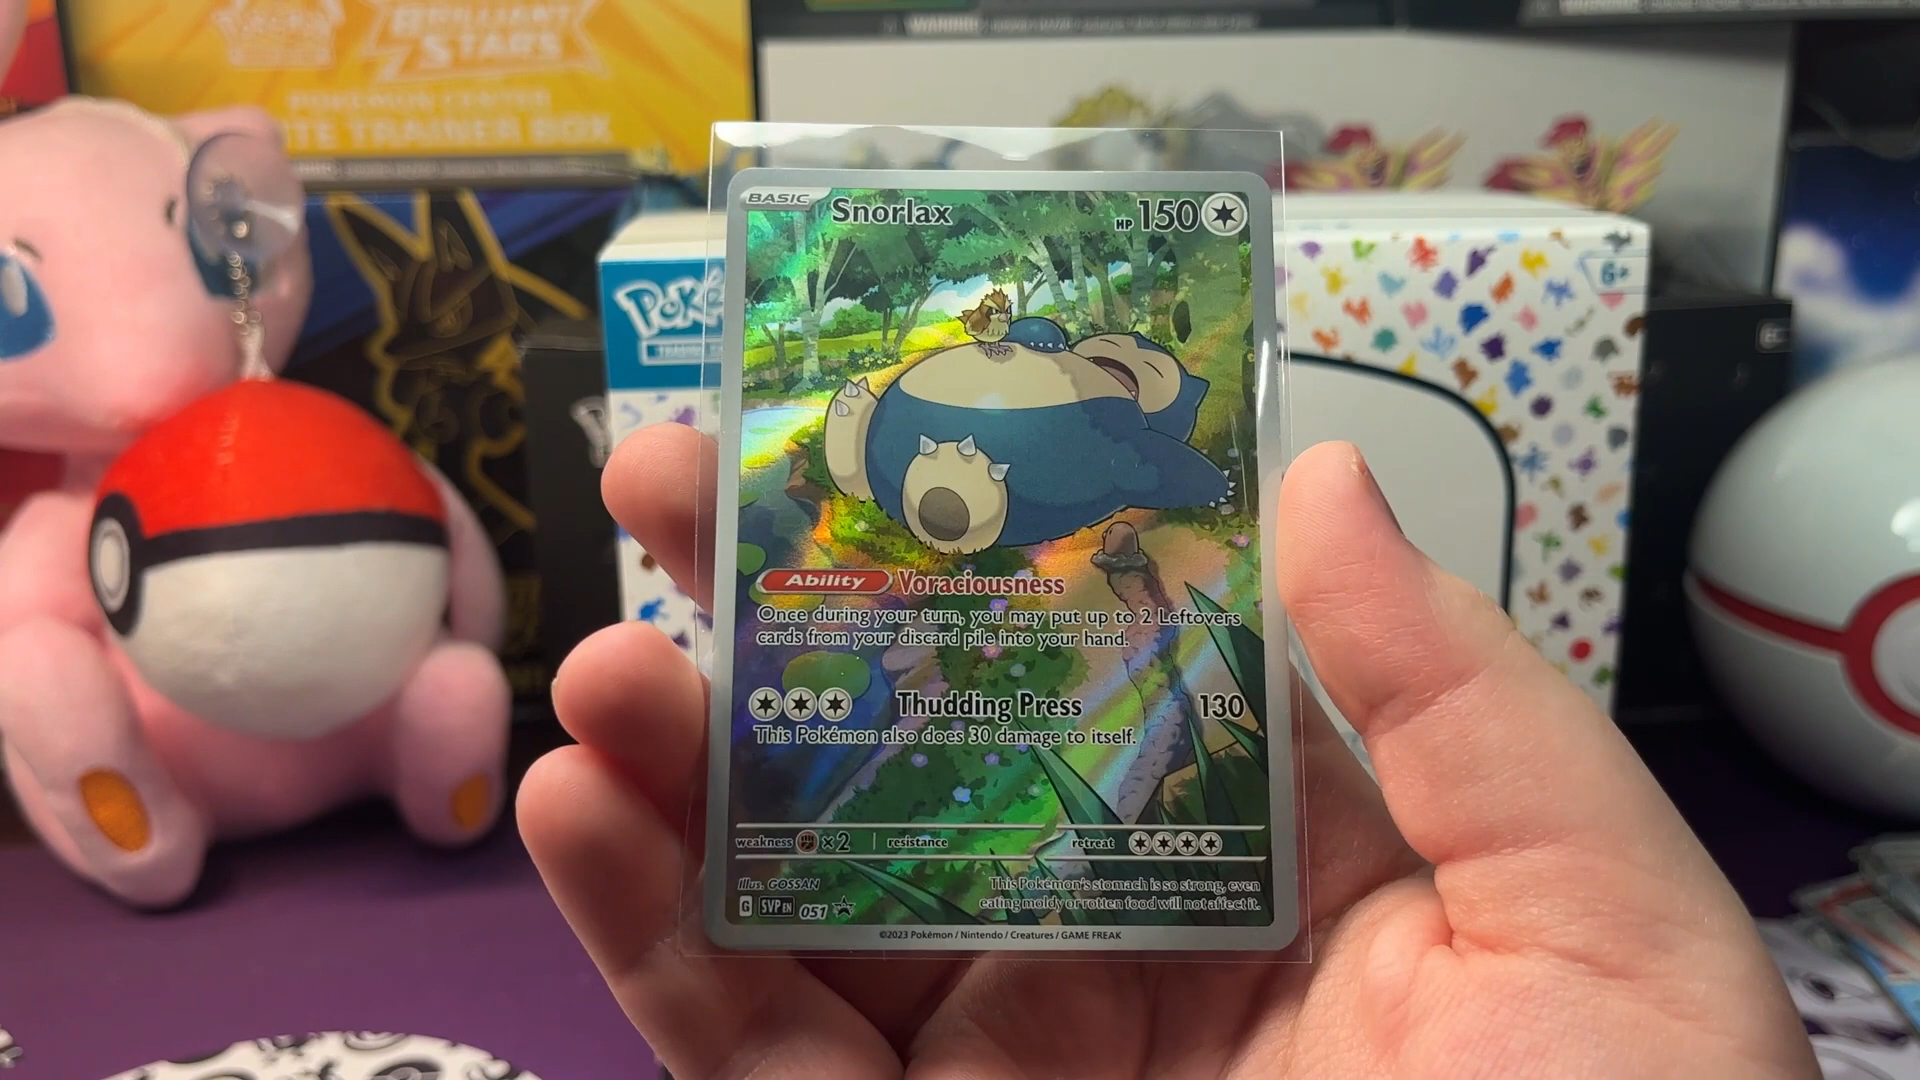 BRILLIANT
STARS
POKÉMON CENTER
TRAINER BOX
WARNING
6+
BASIC
Snorlax
HP 150
Ability Voraciousness
Once during your turn, you may put up to 2 Leftovers
cards from your discard pile into your hand.
Thudding Press 130
This Pokémon also does 30 damage to itself.
weakness ×2 resistance retreat
Illus. GOSSAN
This Pokémon's stomach is so strong, even
eating moldy or rotten food will not affect it.
G SVP EN 051
©2023 Pokémon / Nintendo / Creatures / GAME FREAK